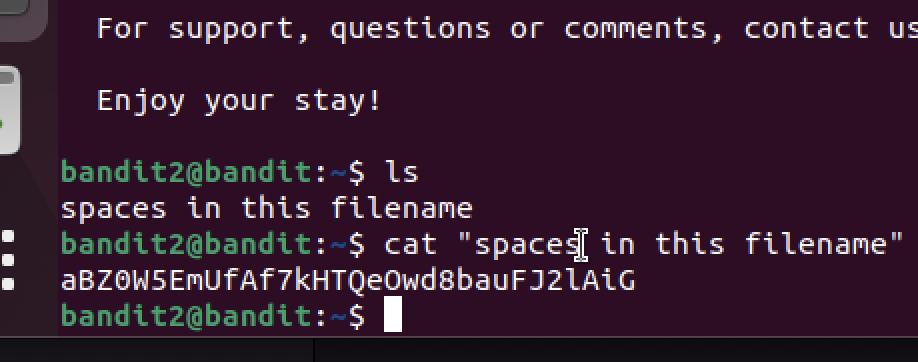 For support, questions or comments, contact us
Enjoy your stay!
bandit2@bandit:~$ ls
spaces in this filename
bandit2@bandit:~$ cat "spaces in this filename"
aBZ0W5EmUfAf7kHTQeOwd8bauFJ2lAiG
bandit2@bandit:~$